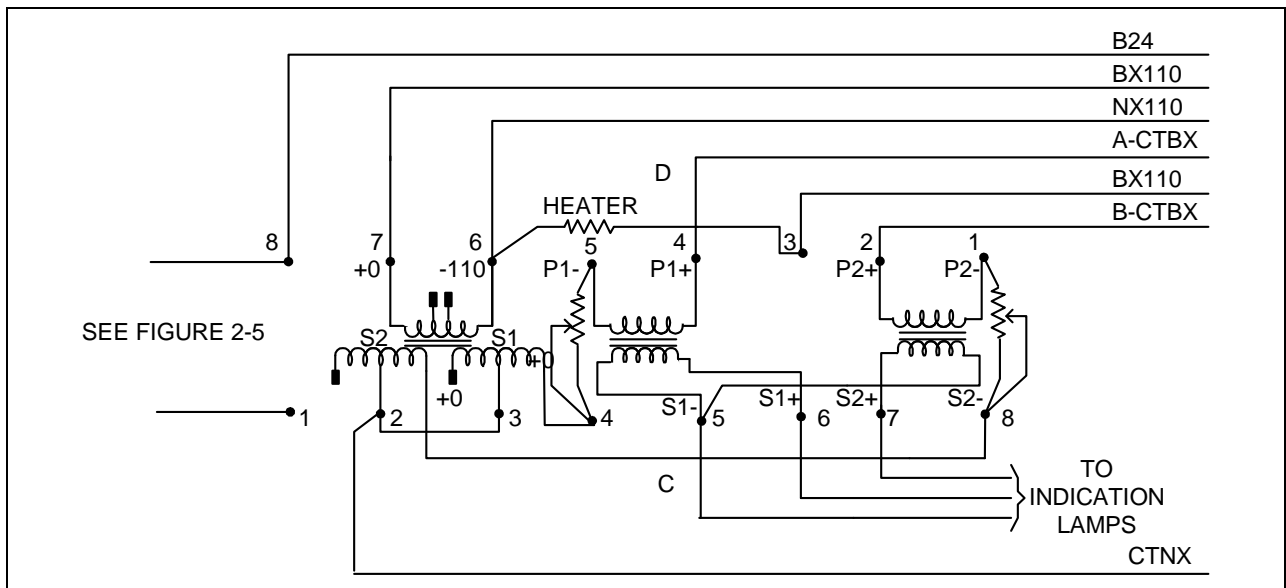 B24
BX110
NX110
A-CTBX
D
BX110
HEATER
B-CTBX
8
7
6
5
4
3
2
1
+0
-110
P1-
P1+
P2+
P2-
SEE FIGURE 2-5
S2
S1
+0
+0
S1-
S1+
S2+
S2-
1
2
3
4
5
6
7
8
C
TO
INDICATION
LAMPS
CTNX